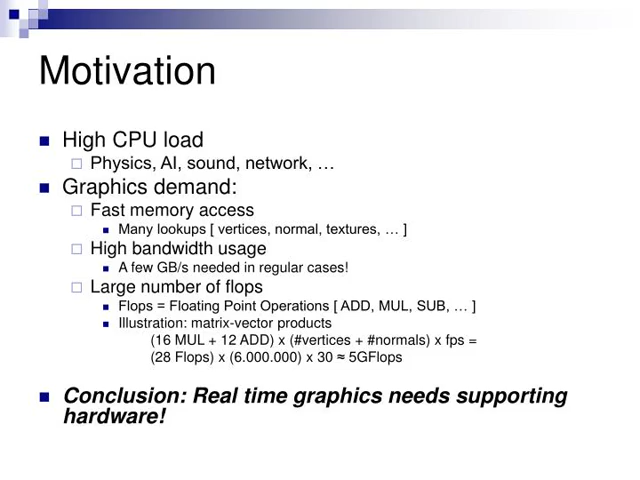 Motivation
High CPU load
Physics, AI, sound, network, …
Graphics demand:
Fast memory access
Many lookups [ vertices, normal, textures, … ]
High bandwidth usage
A few GB/s needed in regular cases!
Large number of flops
Flops = Floating Point Operations [ ADD, MUL, SUB, … ]
Illustration: matrix-vector products
(16 MUL + 12 ADD) x (#vertices + #normals) x fps =
(28 Flops) x (6.000.000) x 30 ≈ 5GFlops
Conclusion: Real time graphics needs supporting
hardware!